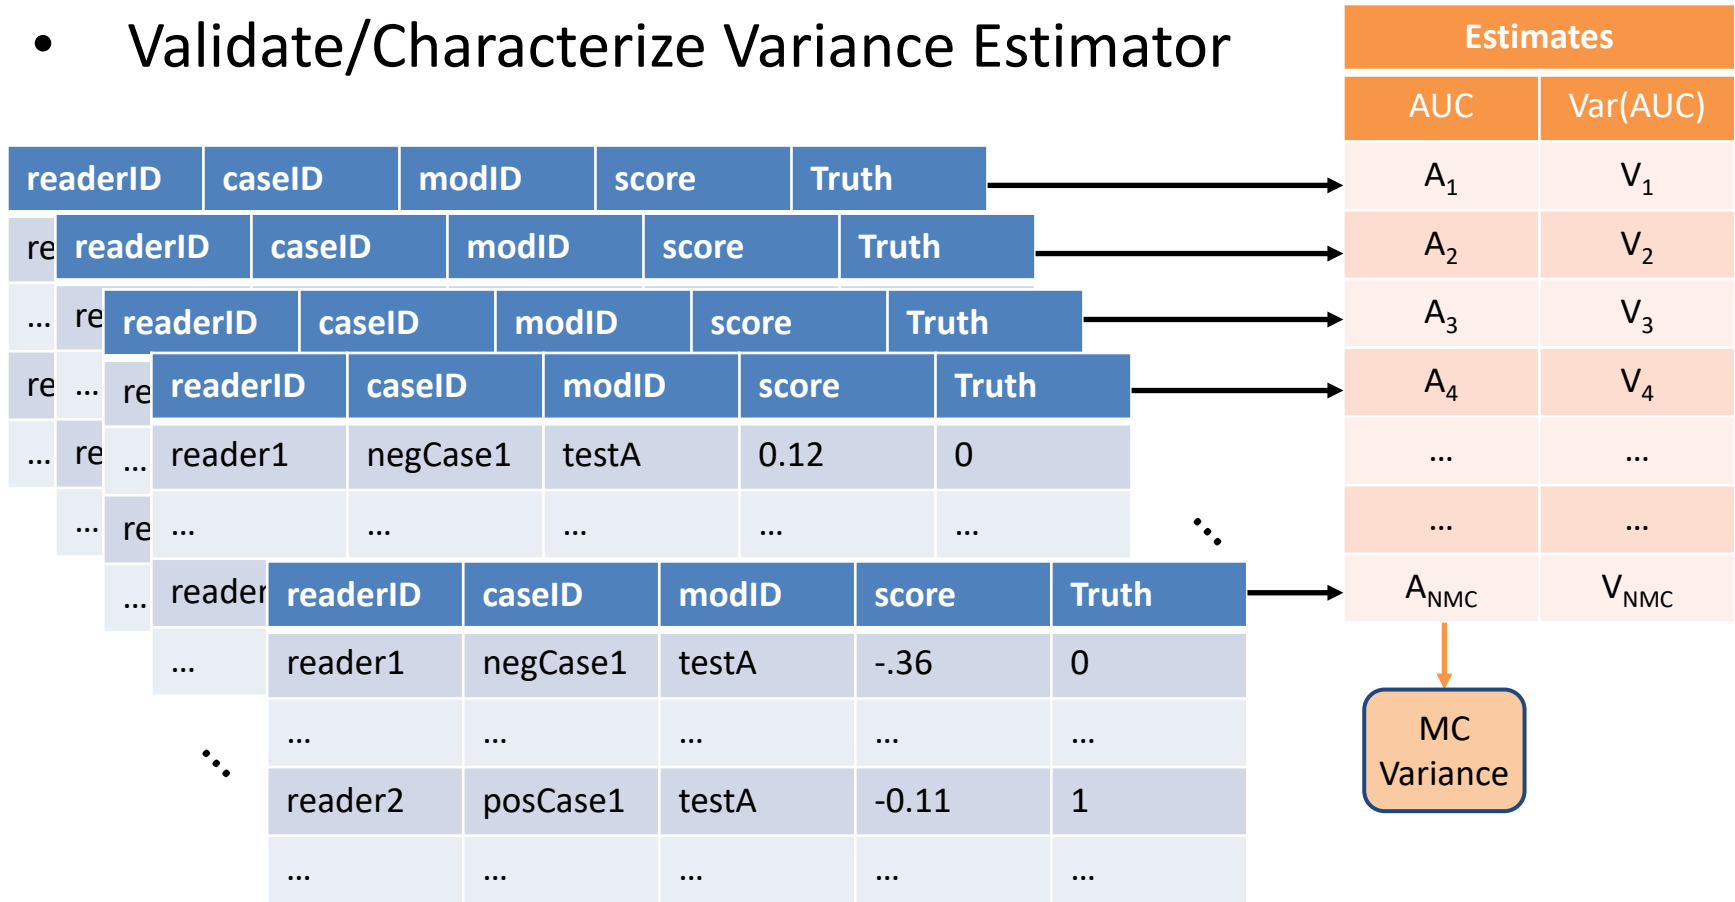 • Validate/Characterize Variance Estimator
readerID caseID modID score Truth
re readerID caseID modID score Truth
... re readerID caseID modID score Truth
re ... re readerID caseID modID score Truth
... re ... reader1 negCase1 testA 0.12 0
... re ... ... ... ... ...
... reader readerID caseID modID score Truth
... reader1 negCase1 testA -.36 0
... ... ... ... ...
reader2 posCase1 testA -0.11 1
... ... ... ... ...
Estimates
AUC Var(AUC)
A1 V1
A2 V2
A3 V3
A4 V4
... ...
... ...
ANMC VNMC
MC
Variance